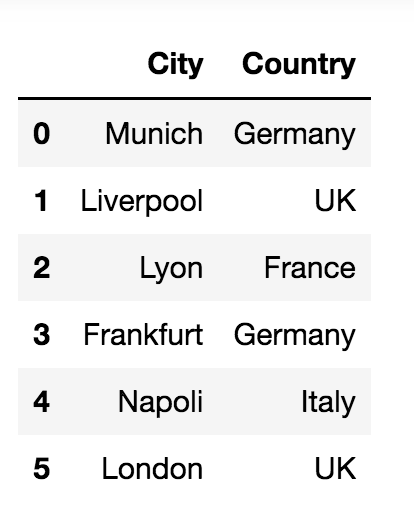 City Country
0 Munich Germany
1 Liverpool UK
2 Lyon France
3 Frankfurt Germany
4 Napoli Italy
5 London UK